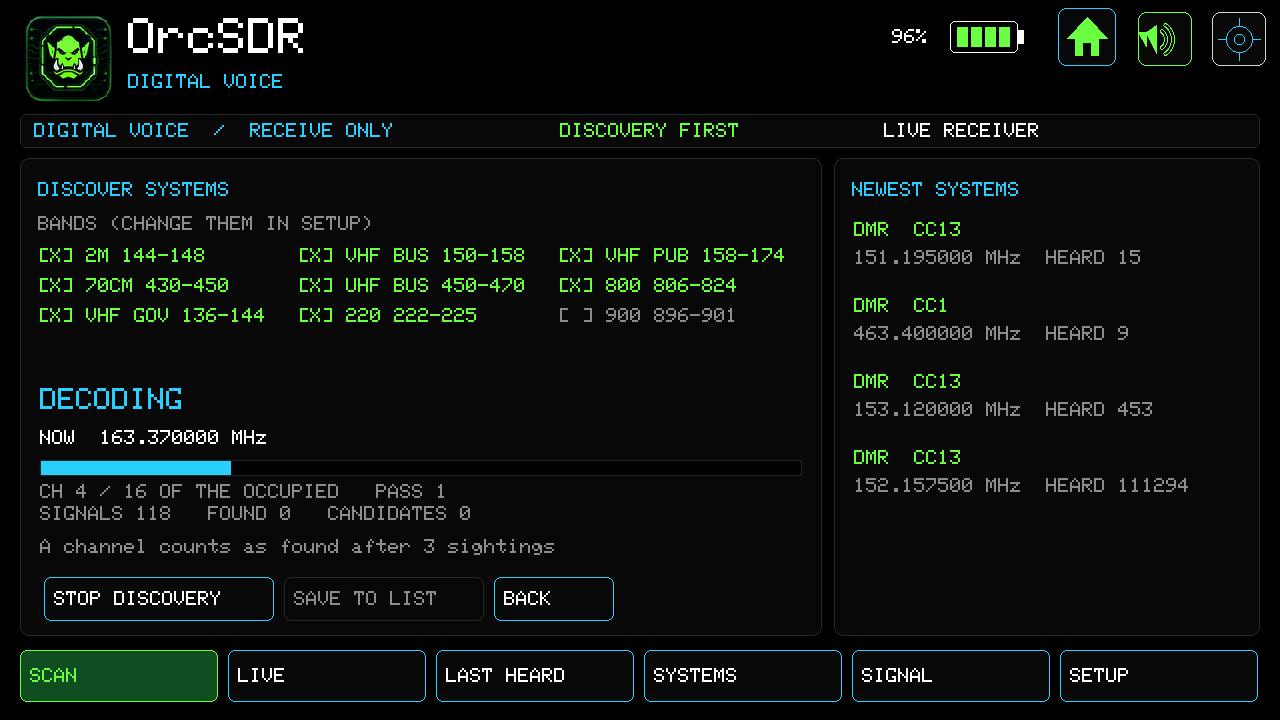 OrcSDR
96%
DIGITAL VOICE
DIGITAL VOICE / RECEIVE ONLY DISCOVERY FIRST LIVE RECEIVER
DISCOVER SYSTEMS
BANDS (CHANGE THEM IN SETUP)
[X] 2M 144-148 [X] VHF BUS 150-158 [X] VHF PUB 158-174
[X] 70CM 430-450 [X] UHF BUS 450-470 [X] 800 806-824
[X] VHF GOV 136-144 [X] 220 222-225 [ ] 900 896-901
DECODING
NOW 163.370000 MHz
CH 4 / 16 OF THE OCCUPIED PASS 1
SIGNALS 118 FOUND 0 CANDIDATES 0
A channel counts as found after 3 sightings
STOP DISCOVERY SAVE TO LIST BACK
NEWEST SYSTEMS
DMR CC13
151.195000 MHz HEARD 15
DMR CC1
463.400000 MHz HEARD 9
DMR CC13
153.120000 MHz HEARD 453
DMR CC13
152.157500 MHz HEARD 111294
SCAN LIVE LAST HEARD SYSTEMS SIGNAL SETUP